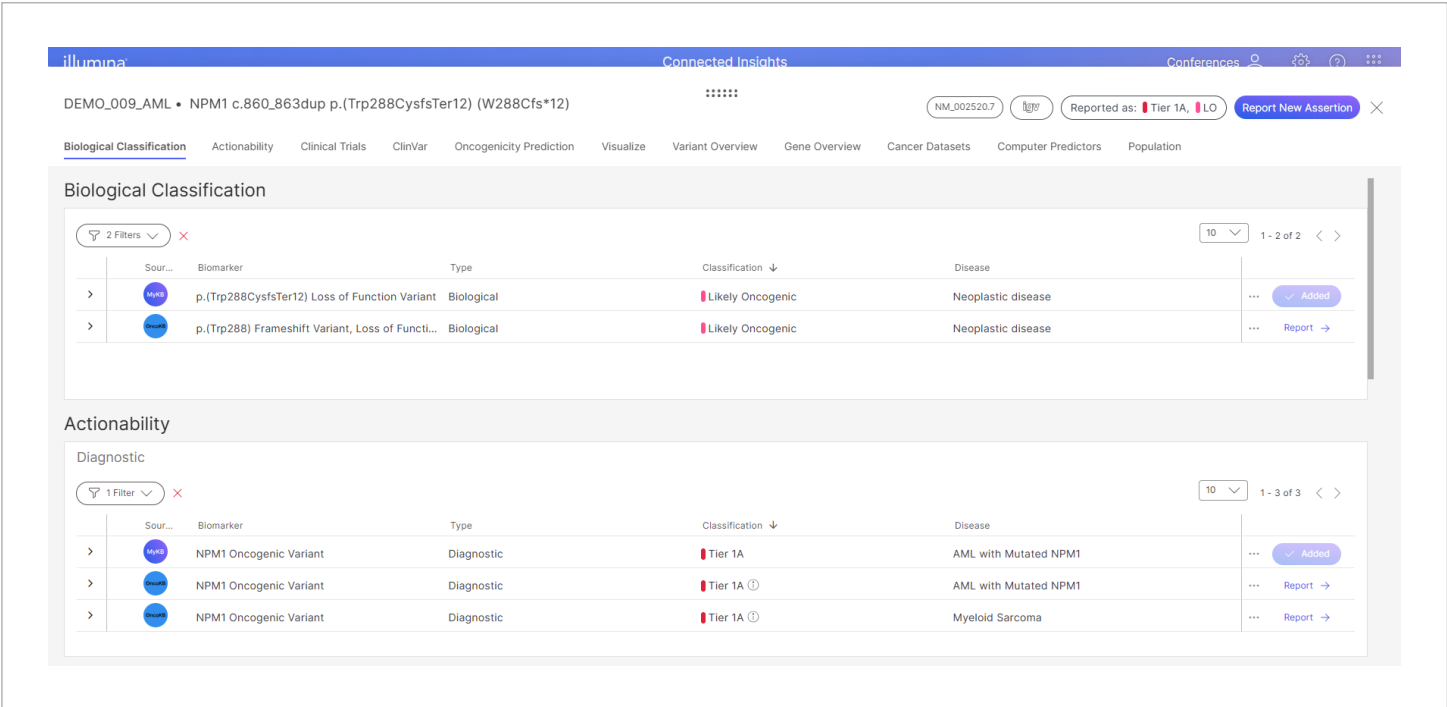 illumina
Connected Insights
Conferences
DEMO_009_AML • NPM1 c.860_863dup p.(Trp288CysfsTer12) (W288Cfs*12)
NM_002520.7
IGV
Reported as: Tier 1A, LO
Report New Assertion
Biological Classification Actionability Clinical Trials ClinVar Oncogenicity Prediction Visualize Variant Overview Gene Overview Cancer Datasets Computer Predictors Population
Biological Classification
2 Filters
10 1 - 2 of 2
Sour... Biomarker Type Classification Disease
MyKB p.(Trp288CysfsTer12) Loss of Function Variant Biological Likely Oncogenic Neoplastic disease ... Added
OncoKB p.(Trp288) Frameshift Variant, Loss of Functi... Biological Likely Oncogenic Neoplastic disease ... Report
Actionability
Diagnostic
1 Filter
10 1 - 3 of 3
Sour... Biomarker Type Classification Disease
MyKB NPM1 Oncogenic Variant Diagnostic Tier 1A AML with Mutated NPM1 ... Added
OncoKB NPM1 Oncogenic Variant Diagnostic Tier 1A AML with Mutated NPM1 ... Report
OncoKB NPM1 Oncogenic Variant Diagnostic Tier 1A Myeloid Sarcoma ... Report